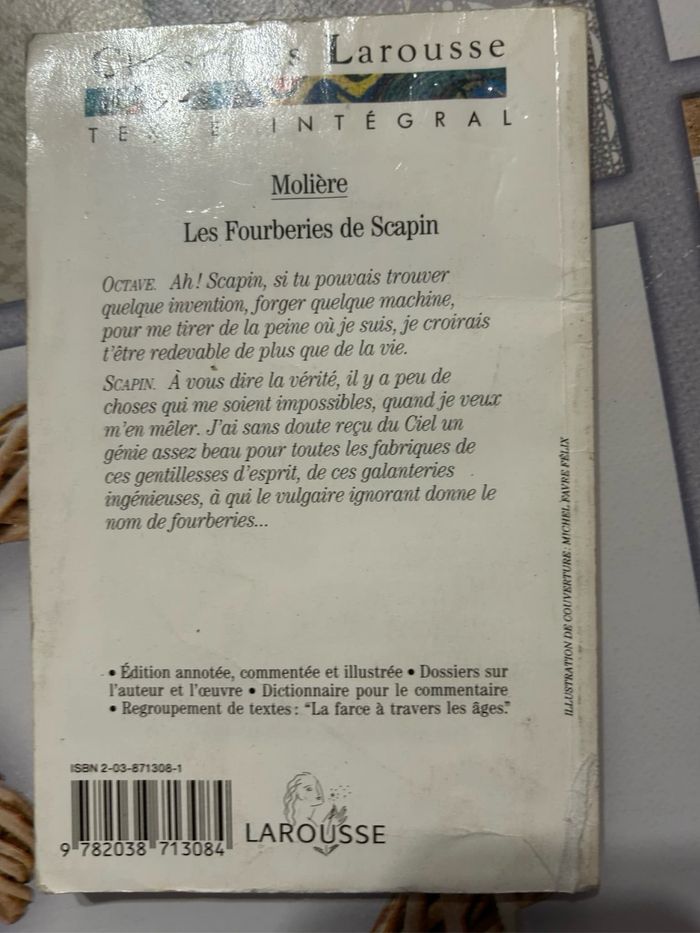 Larousse
TEXTE INTÉGRAL
Molière
Les Fourberies de Scapin
OCTAVE. Ah! Scapin, si tu pouvais trouver
quelque invention, forger quelque machine,
pour me tirer de la peine où je suis, je croirais
t'être redevable de plus que de la vie.
SCAPIN. À vous dire la vérité, il y a peu de
choses qui me soient impossibles, quand je veux
m'en mêler. J'ai sans doute reçu du Ciel un
génie assez beau pour toutes les fabriques de
ces gentillesses d'esprit, de ces galanteries
ingénieuses, à qui le vulgaire ignorant donne le
nom de fourberies...
• Édition annotée, commentée et illustrée • Dossiers sur
l'auteur et l'œuvre • Dictionnaire pour le commentaire
• Regroupement de textes : "La farce à travers les âges."
ILLUSTRATION DE COUVERTURE : MICHEL FAVRE FÉLIX
ISBN 2-03-871308-1
9 782038 713084
LAROUSSE